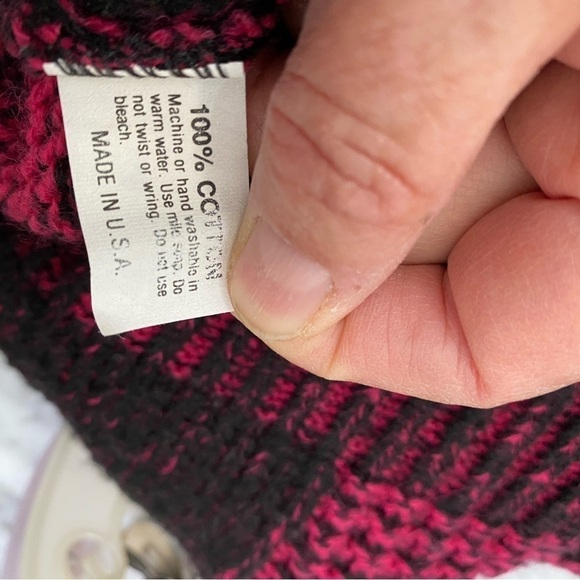 100% COTTON
Machine or hand washable in
warm water. Use mild soap. Do
not twist or wring. Do not use
bleach.
MADE IN U.S.A.